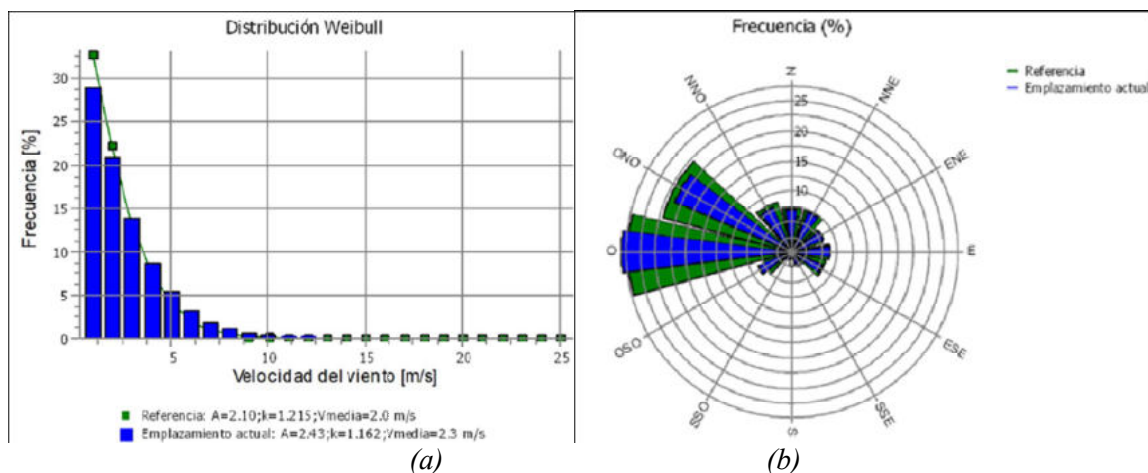 Distribución Weibull
Frecuencia [%]
30
25
20
15
10
5
0
5
10
15
20
25
Velocidad del viento [m/s]
Referencia: A=2.10;k=1.215;Vmedia=2.0 m/s
Emplazamiento actual: A=2.43;k=1.162;Vmedia=2.3 m/s
(a)
Frecuencia (%)
Referencia
Emplazamiento actual
N
NNE
ENE
E
ESE
SSE
S
SSO
OSO
O
ONO
NNO
25
20
15
10
(b)